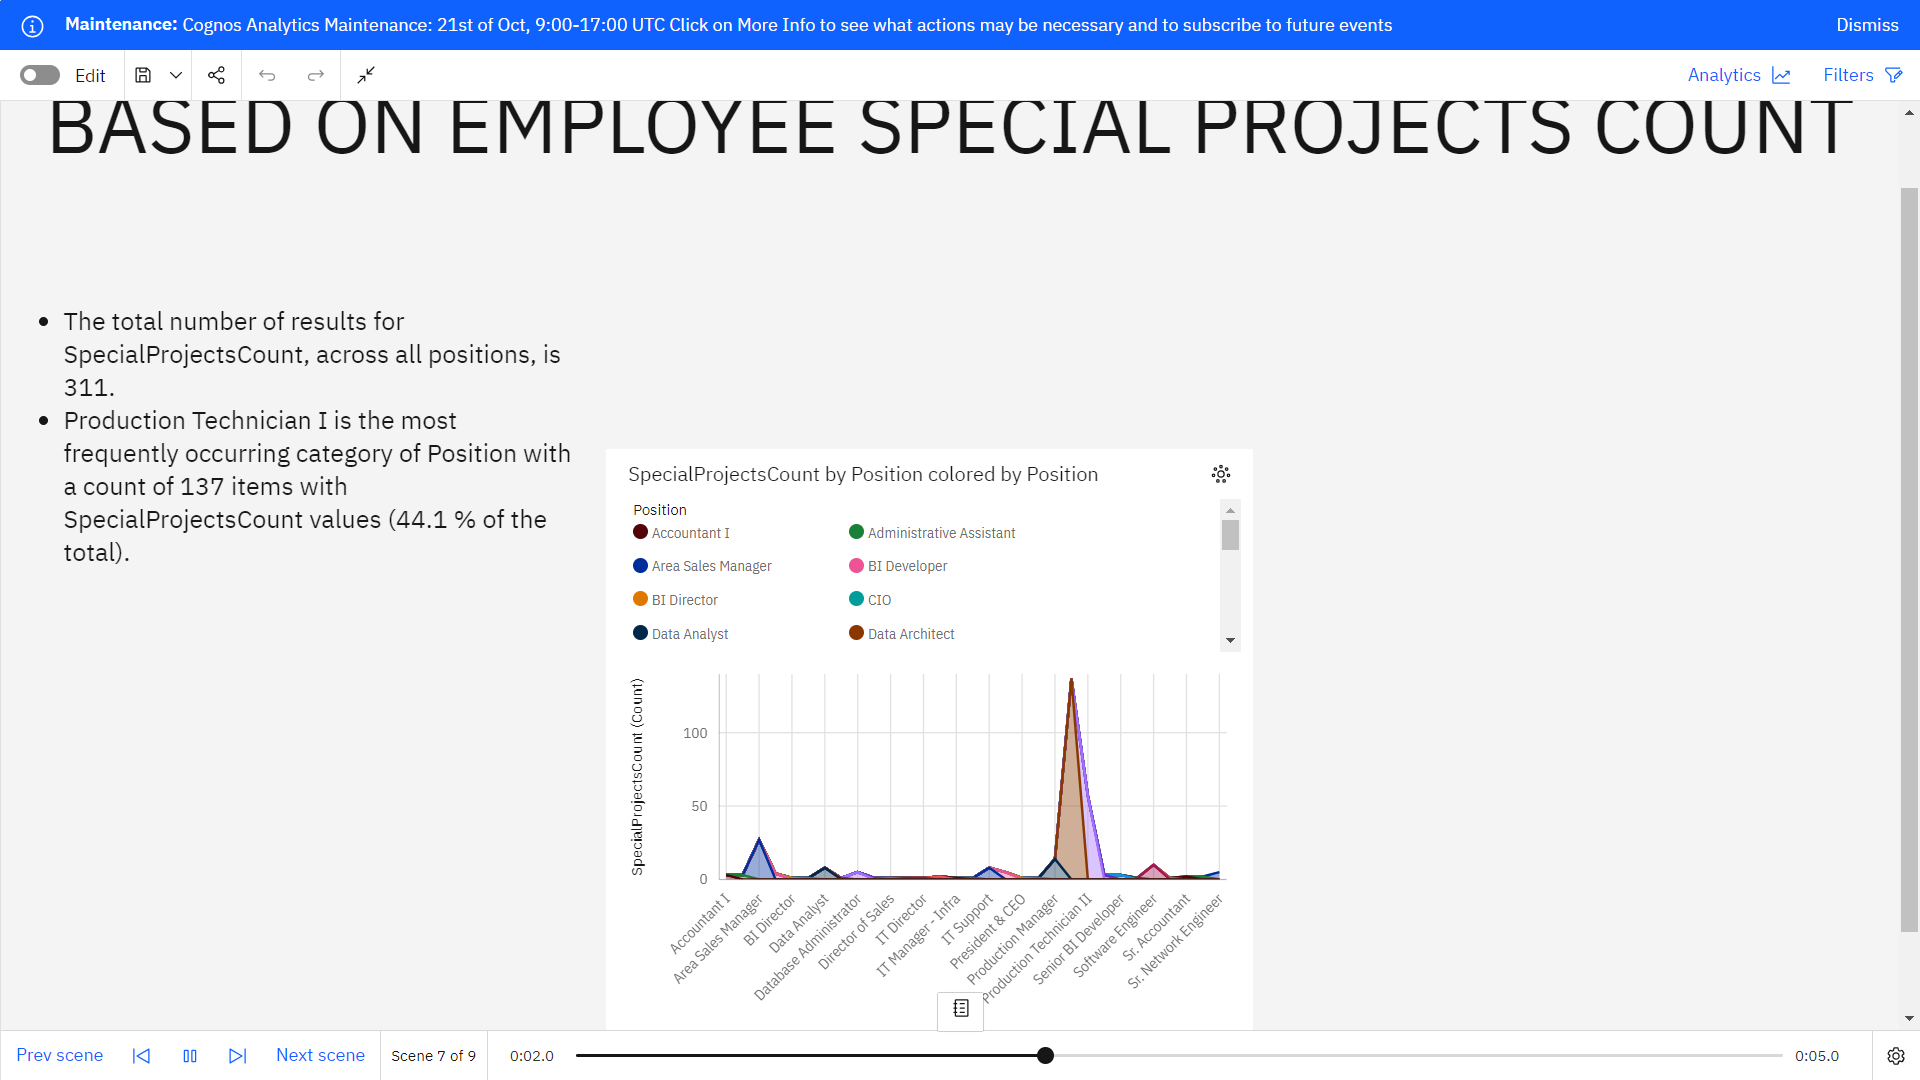 Maintenance: Cognos Analytics Maintenance: 21st of Oct, 9:00-17:00 UTC Click on More Info to see what actions may be necessary and to subscribe to future events
Dismiss
Edit
Analytics
Filters
BASED ON EMPLOYEE SPECIAL PROJECTS COUNT
The total number of results for
SpecialProjectsCount, across all positions, is
311.
Production Technician I is the most
frequently occurring category of Position with
a count of 137 items with
SpecialProjectsCount values (44.1 % of the
total).
SpecialProjectsCount by Position colored by Position
Position
Accountant I
Administrative Assistant
Area Sales Manager
BI Developer
BI Director
CIO
Data Analyst
Data Architect
SpecialProjectsCount (Count)
100
50
0
Accountant I
Area Sales Manager
BI Director
Data Analyst
Database Administrator
Director of Sales
IT Director
IT Manager - Infra
IT Support
President & CEO
Production Manager
Production Technician II
Senior BI Developer
Software Engineer
Sr. Accountant
Sr. Network Engineer
Prev scene
Next scene
Scene 7 of 9
0:02.0
0:05.0